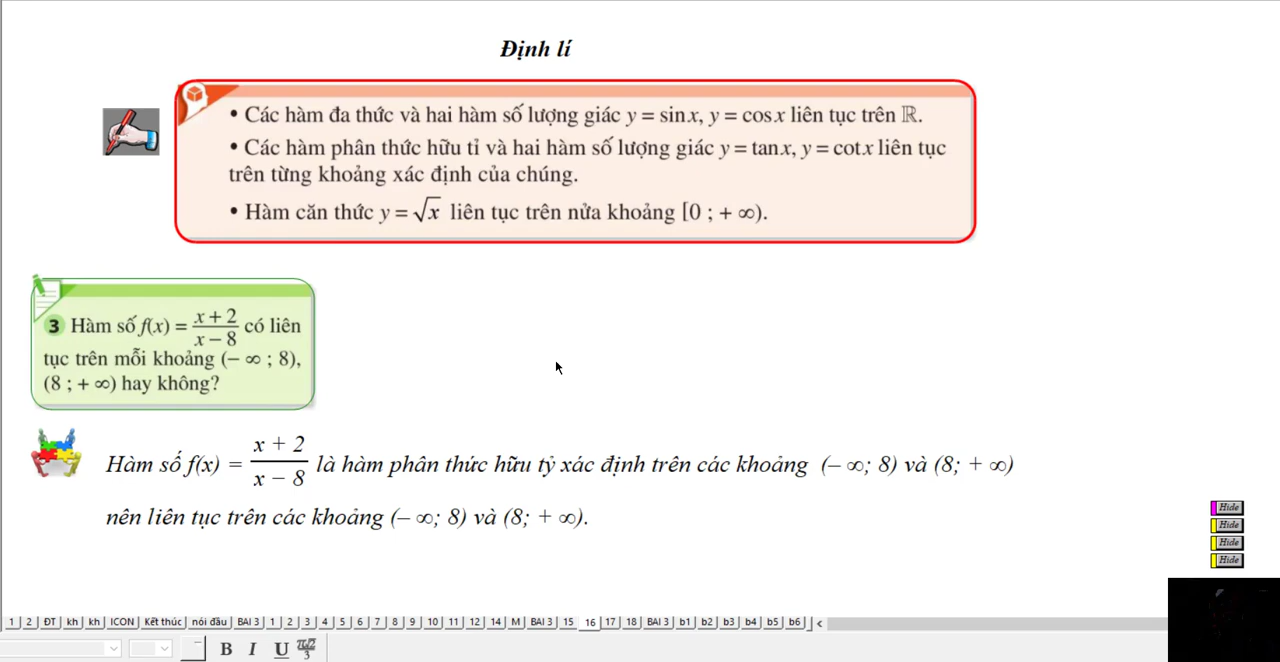 Định lí
• Các hàm đa thức và hai hàm số lượng giác y = sinx, y = cosx liên tục trên ℝ.
• Các hàm phân thức hữu tỉ và hai hàm số lượng giác y = tanx, y = cotx liên tục
trên từng khoảng xác định của chúng.
• Hàm căn thức y = √x liên tục trên nửa khoảng [0 ; + ∞).
3 Hàm số f(x) = (x + 2)/(x – 8) có liên
tục trên mỗi khoảng (– ∞ ; 8),
(8 ; + ∞) hay không?
Hàm số f(x) = (x + 2)/(x – 8) là hàm phân thức hữu tỷ xác định trên các khoảng (– ∞; 8) và (8; + ∞)
nên liên tục trên các khoảng (– ∞; 8) và (8; + ∞).
Hide
Hide
Hide
Hide
1 | 2 | ĐT | kh | kh | ICON | Kết thúc | nói đầu | BAI 3 | 1 | 2 | 3 | 4 | 5 | 6 | 7 | 8 | 9 | 10 | 11 | 12 | 14 | M | BAI 3 | 15 | 16 | 17 | 18 | BAI 3 | b1 | b2 | b3 | b4 | b5 | b6 | <
B I U